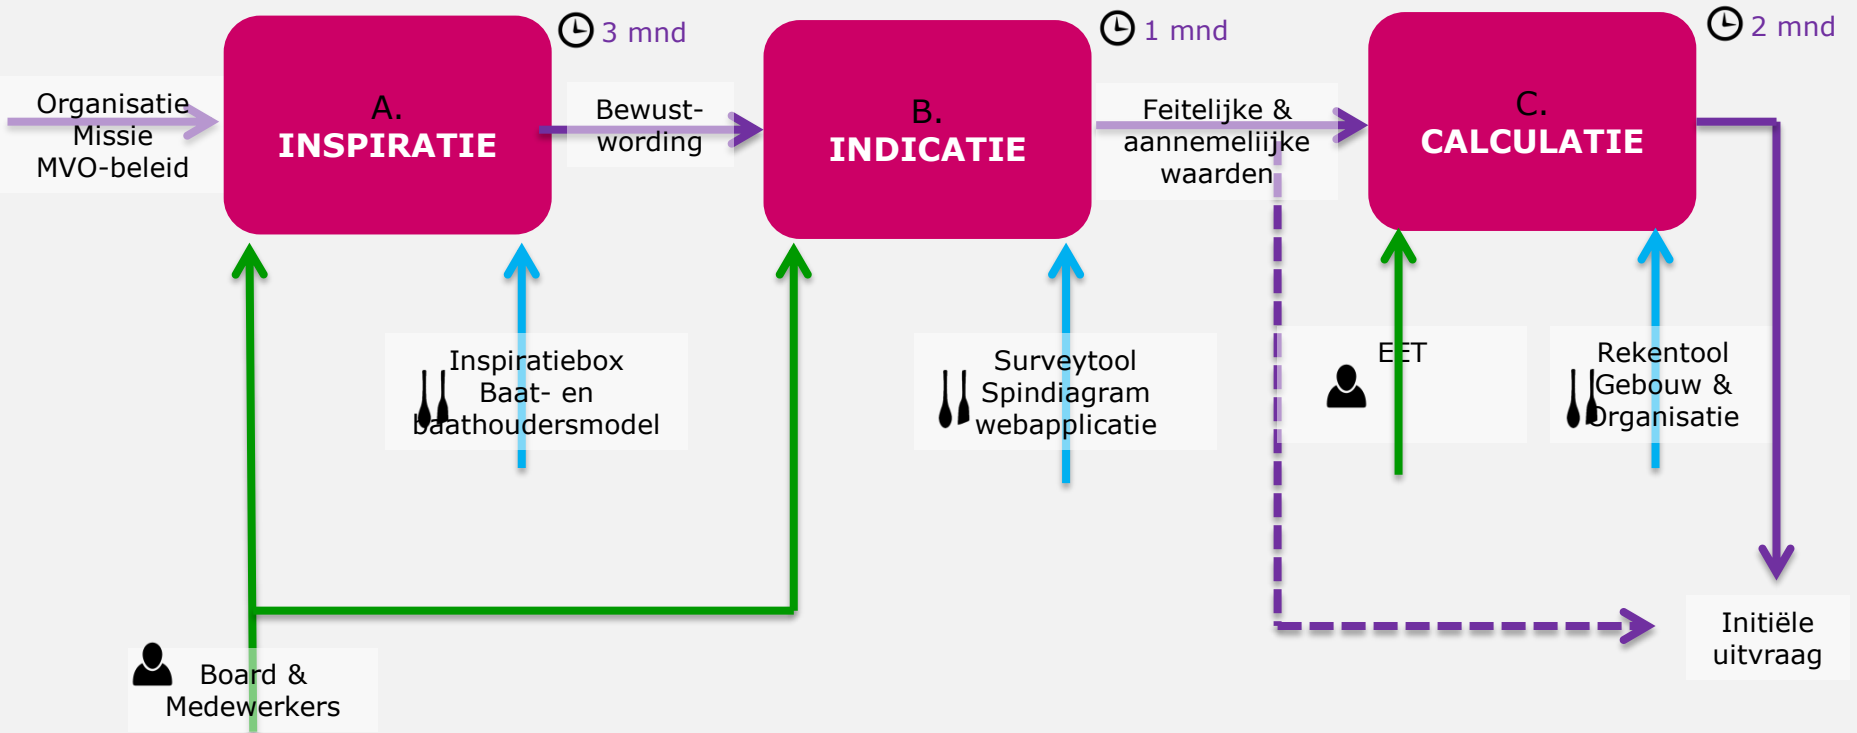 3 mnd
1 mnd
2 mnd
Organisatie
Missie
MVO-beleid
A.
INSPIRATIE
Bewust-
wording
B.
INDICATIE
Feitelijke &
aannemeliijke
waarden
C.
CALCULATIE
Inspiratiebox
Baat- en
baathoudersmodel
Surveytool
Spindiagram
webapplicatie
EET
Rekentool
Gebouw &
Organisatie
Initiële
uitvraag
Board &
Medewerkers